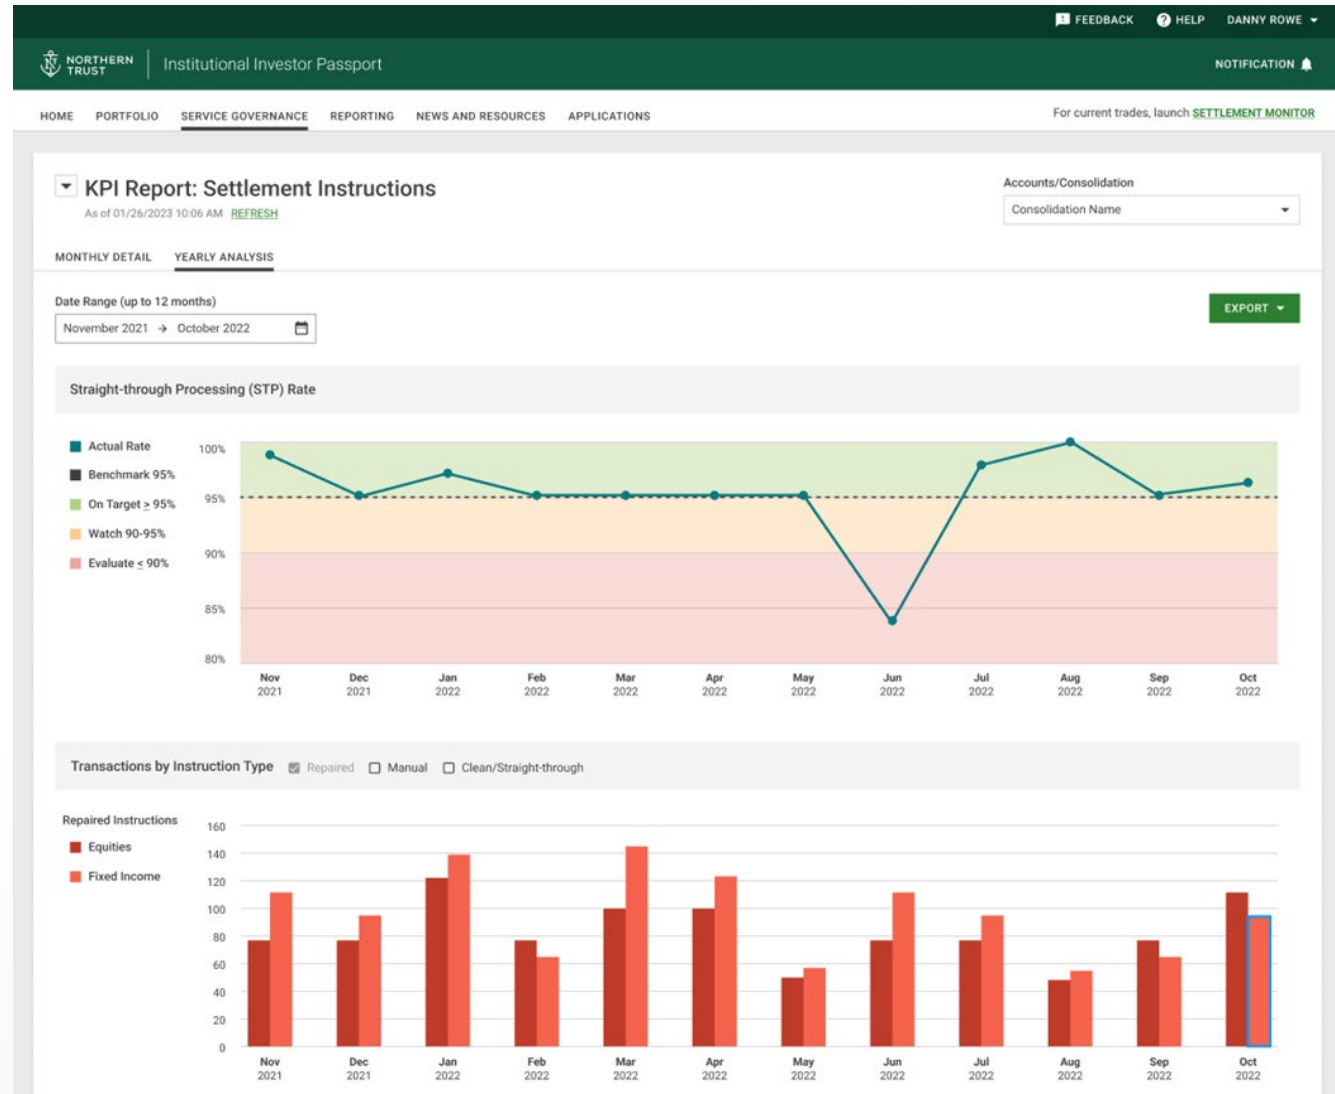 FEEDBACK HELP DANNY ROWE
NORTHERN
TRUST
Institutional Investor Passport
NOTIFICATION
HOME PORTFOLIO SERVICE GOVERNANCE REPORTING NEWS AND RESOURCES APPLICATIONS
For current trades, launch SETTLEMENT MONITOR
KPI Report: Settlement Instructions
As of 01/26/2023 10:06 AM REFRESH
Accounts/Consolidation
Consolidation Name
MONTHLY DETAIL YEARLY ANALYSIS
Date Range (up to 12 months)
November 2021 → October 2022
EXPORT
Straight-through Processing (STP) Rate
Actual Rate
Benchmark 95%
On Target ≥ 95%
Watch 90-95%
Evaluate ≤ 90%
100%
95%
90%
85%
80%
Nov Dec Jan Feb Mar Apr May Jun Jul Aug Sep Oct
2021 2021 2022 2022 2022 2022 2022 2022 2022 2022 2022 2022
Transactions by Instruction Type Repaired Manual Clean/Straight-through
Repaired Instructions
Equities
Fixed Income
160
140
120
100
80
60
40
20
0
Nov Dec Jan Feb Mar Apr May Jun Jul Aug Sep Oct
2021 2021 2022 2022 2022 2022 2022 2022 2022 2022 2022 2022